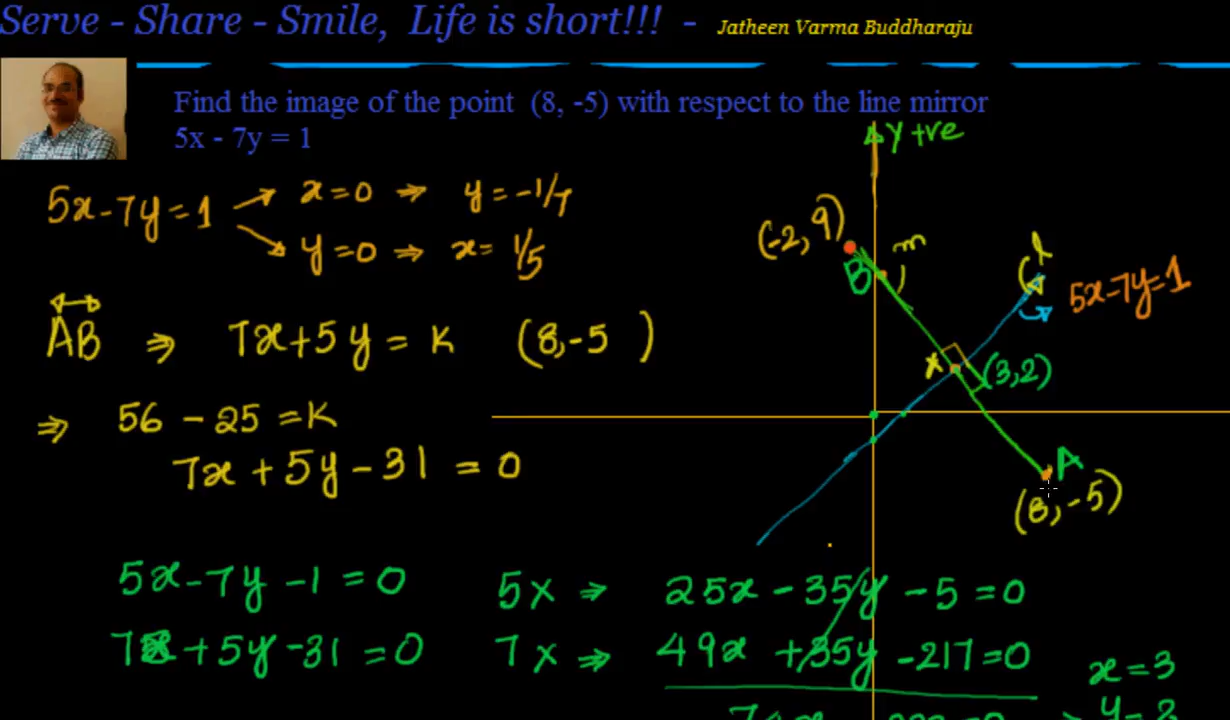 Serve - Share - Smile, Life is short!!! - Jatheen Varma Buddharaju
Find the image of the point (8, -5) with respect to the line mirror
5x - 7y = 1
y +ve
5x-7y=1 → x=0 ⇒ y=-1/7
→ y=0 ⇒ x= 1/5
(-2, 9)
B
m
l
5x-7y=1
AB ⇒ 7x+5y= K (8,-5 )
(3,2)
⇒ 56 - 25 =K
7x + 5y - 31 = 0
A
(8,-5)
5x-7y -1 =0 5x ⇒ 25x - 35y - 5 =0
7x +5y -31 =0 7x ⇒ 49x +35y -217=0
x=3